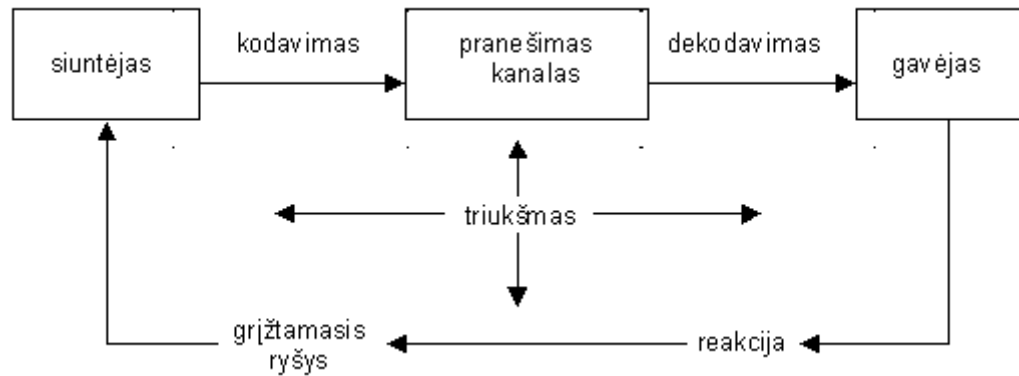 siuntėjas
kodavimas
pranešimas
kanalas
dekodavimas
gavėjas
triukšmas
grįžtamasis
ryšys
reakcija